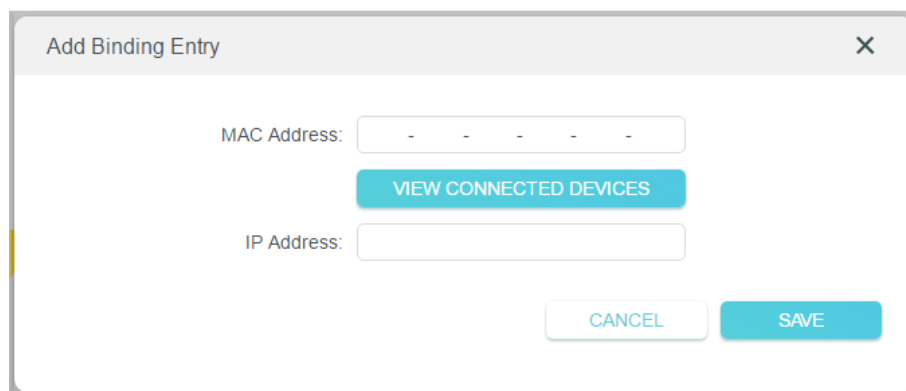 Add Binding Entry ×
MAC Address: - - - - -
VIEW CONNECTED DEVICES
IP Address:
CANCEL SAVE